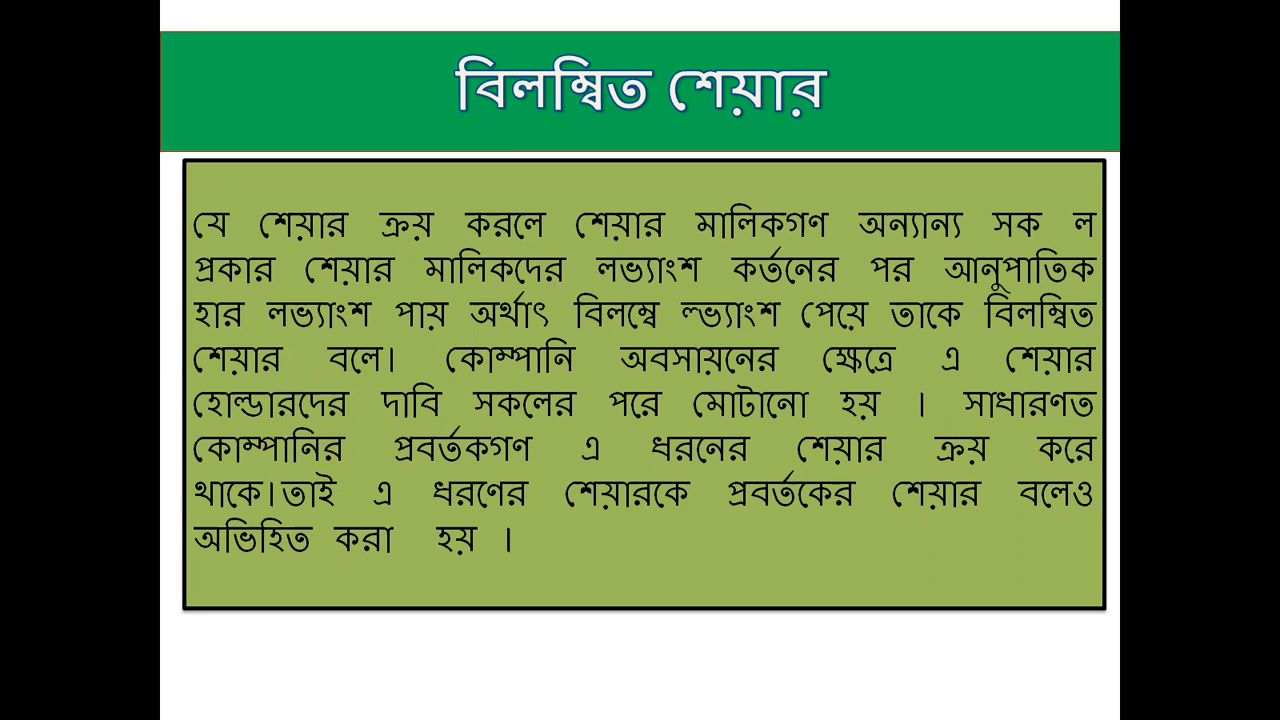 বিলম্বিত শেয়ার
যে শেয়ার ক্রয় করলে শেয়ার মালিকগণ অন্যান্য সক ল
প্রকার শেয়ার মালিকদের লভ্যাংশ কর্তনের পর আনুপাতিক
হার লভ্যাংশ পায় অর্থাৎ বিলম্বে ল্ভ্যাংশ পেয়ে তাকে বিলম্বিত
শেয়ার বলে। কোম্পানি অবসায়নের ক্ষেত্রে এ শেয়ার
হোল্ডারদের দাবি সকলের পরে মোটানো হয় । সাধারণত
কোম্পানির প্রবর্তকগণ এ ধরনের শেয়ার ক্রয় করে
থাকে।তাই এ ধরণের শেয়ারকে প্রবর্তকের শেয়ার বলেও
অভিহিত করা হয় ।